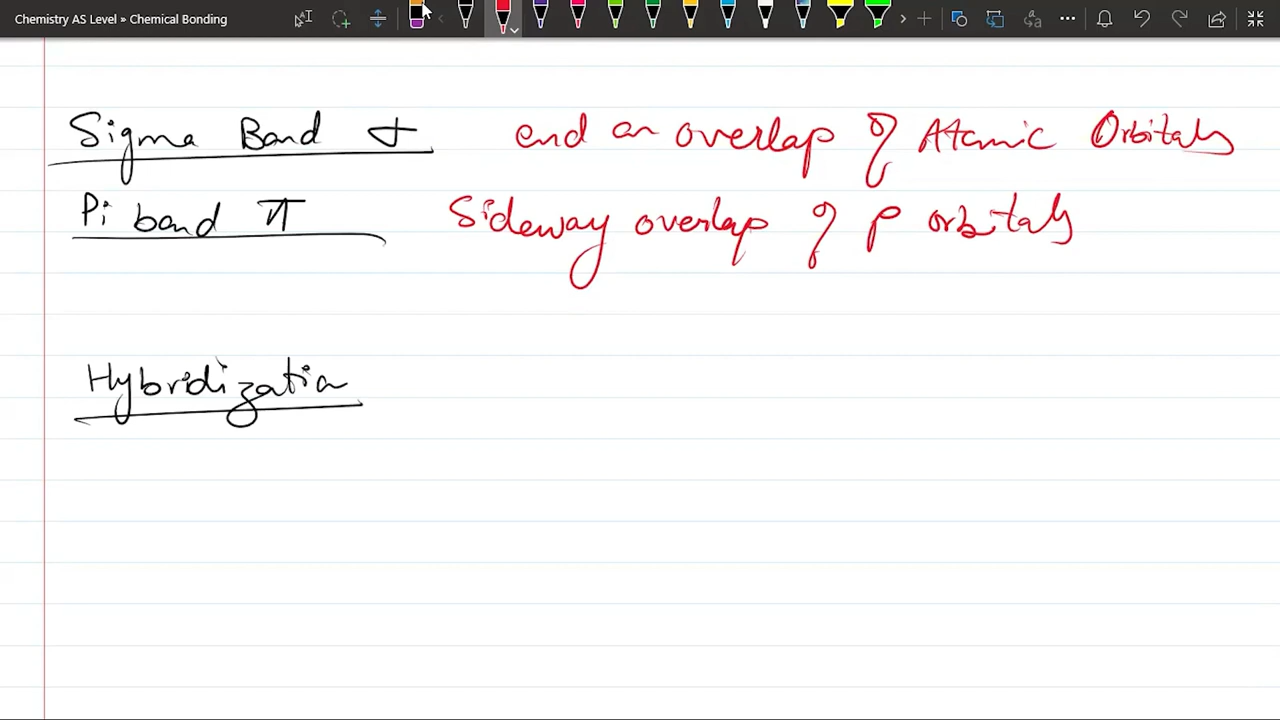 Chemistry AS Level » Chemical Bonding
Sigma Bond σ end on overlap of Atomic Orbitals
Pi bond π Sideway overlap of p orbitals
Hybridization